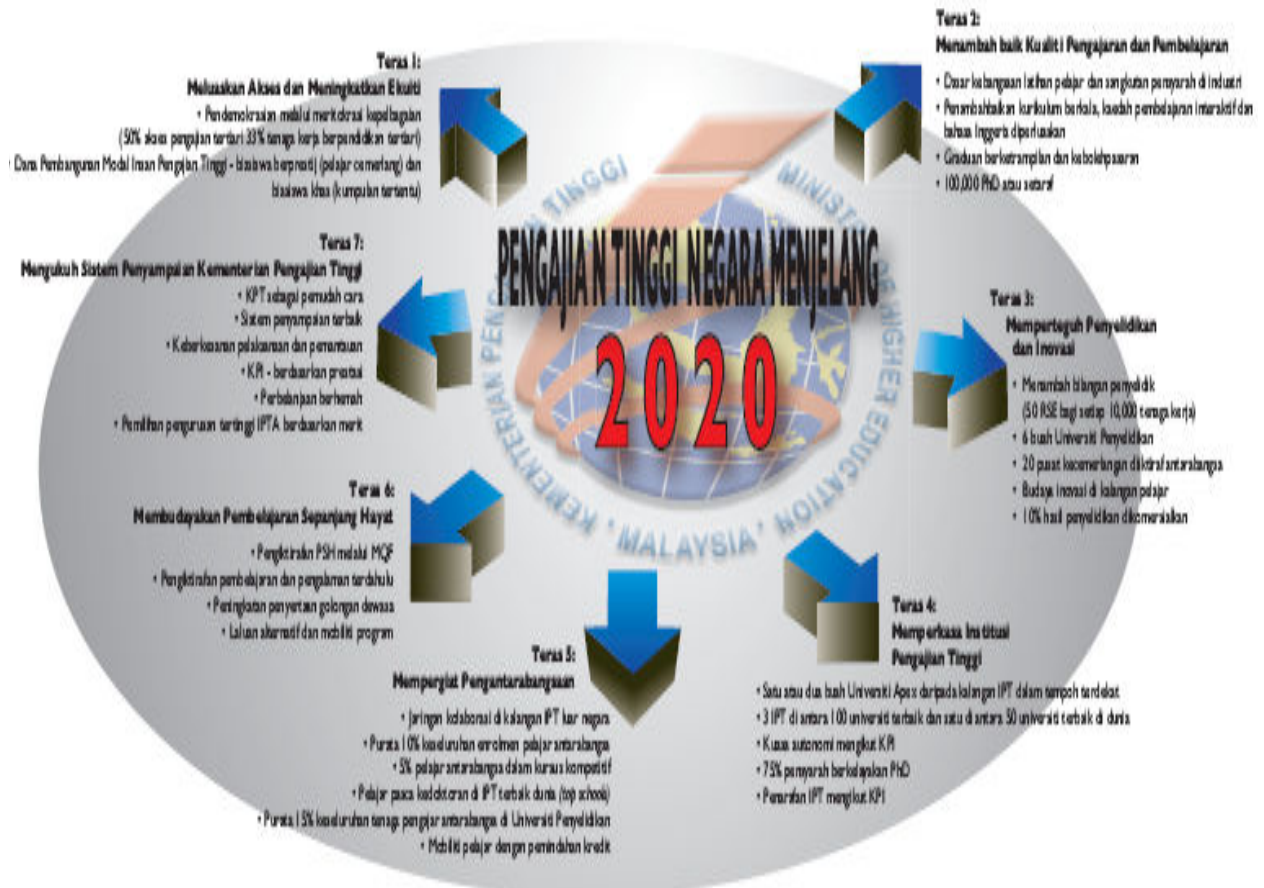 Teras 1:
Meluaskan Akses dan Meningkatkan Ekuiti
• Pendemokrasian melalui meritokrasi kepelbagaian
(50% akses pengajian tertiari 33% tenaga kerja berpendidikan tertiari)
• Dana Pembangunan Modal Insan Pengajian Tinggi - biasiswa berprestij (pelajar cemerlang) dan
biasiswa khas (kumpulan tertentu)
Teras 2:
Menambah baik Kualiti Pengajaran dan Pembelajaran
• Dasar kebangsaan latihan pelajar dan sangkutan pensyarah di industri
• Penambahbaikan kurikulum berkala, kaedah pembelajaran interaktif dan
bahasa Inggeris diperluaskan
• Graduan berketrampilan dan kebolehpasaran
• 100,000 PhD atau setaraf
Teras 3:
Memperteguh Penyelidikan
dan Inovasi
• Menambah bilangan penyelidik
(50 RSE bagi setiap 10,000 tenaga kerja)
• 6 buah Universiti Penyelidikan
• 20 pusat kecemerlangan diiktiraf antarabangsa
• Budaya inovasi di kalangan pelajar
• 10% hasil penyelidikan dikomersialkan
Teras 4:
Memperkasa Institusi
Pengajian Tinggi
• Satu atau dua buah Universiti Apex daripada kalangan IPT dalam tempoh terdekat
• 3 IPT di antara 100 universiti terbaik dan satu di antara 50 universiti terbaik di dunia
• Kuasa autonomi mengikut KPI
• 75% pensyarah berkelayakan PhD
• Penarafan IPT mengikut KPI
Teras 5:
Mempergiat Pengantarabangsaan
• Jaringan kolaborasi di kalangan IPT luar negara
• Purata 10% keseluruhan enrolmen pelajar antarabangsa
• 5% pelajar antarabangsa dalam kursus kompetitif
• Pelajar pasca kedoktoran di IPT terbaik dunia (top schools)
• Purata 15% keseluruhan tenaga pengajar antarabangsa di Universiti Penyelidikan
• Mobiliti pelajar dengan pemindahan kredit
Teras 6:
Membudayakan Pembelajaran Sepanjang Hayat
• Pengiktirafan PSH melalui MQF
• Pengiktirafan pembelajaran dan pengalaman terdahulu
• Peningkatan penyertaan golongan dewasa
• Laluan alternatif dan mobiliti program
Teras 7:
Mengukuh Sistem Penyampaian Kementerian Pengajian Tinggi
• KPT sebagai pemudah cara
• Sistem penyampaian terbaik
• Keberkesanan pelaksanaan dan pemantauan
• KPI - berdasarkan prestasi
• Perbelanjaan berhemah
• Pemilihan pengurusan tertinggi IPTA berdasarkan merit
PENGAJIAN TINGGI NEGARA MENJELANG
2020
KEMENTERIAN PENGAJIAN TINGGI
MINISTRY OF HIGHER EDUCATION
• MALAYSIA •